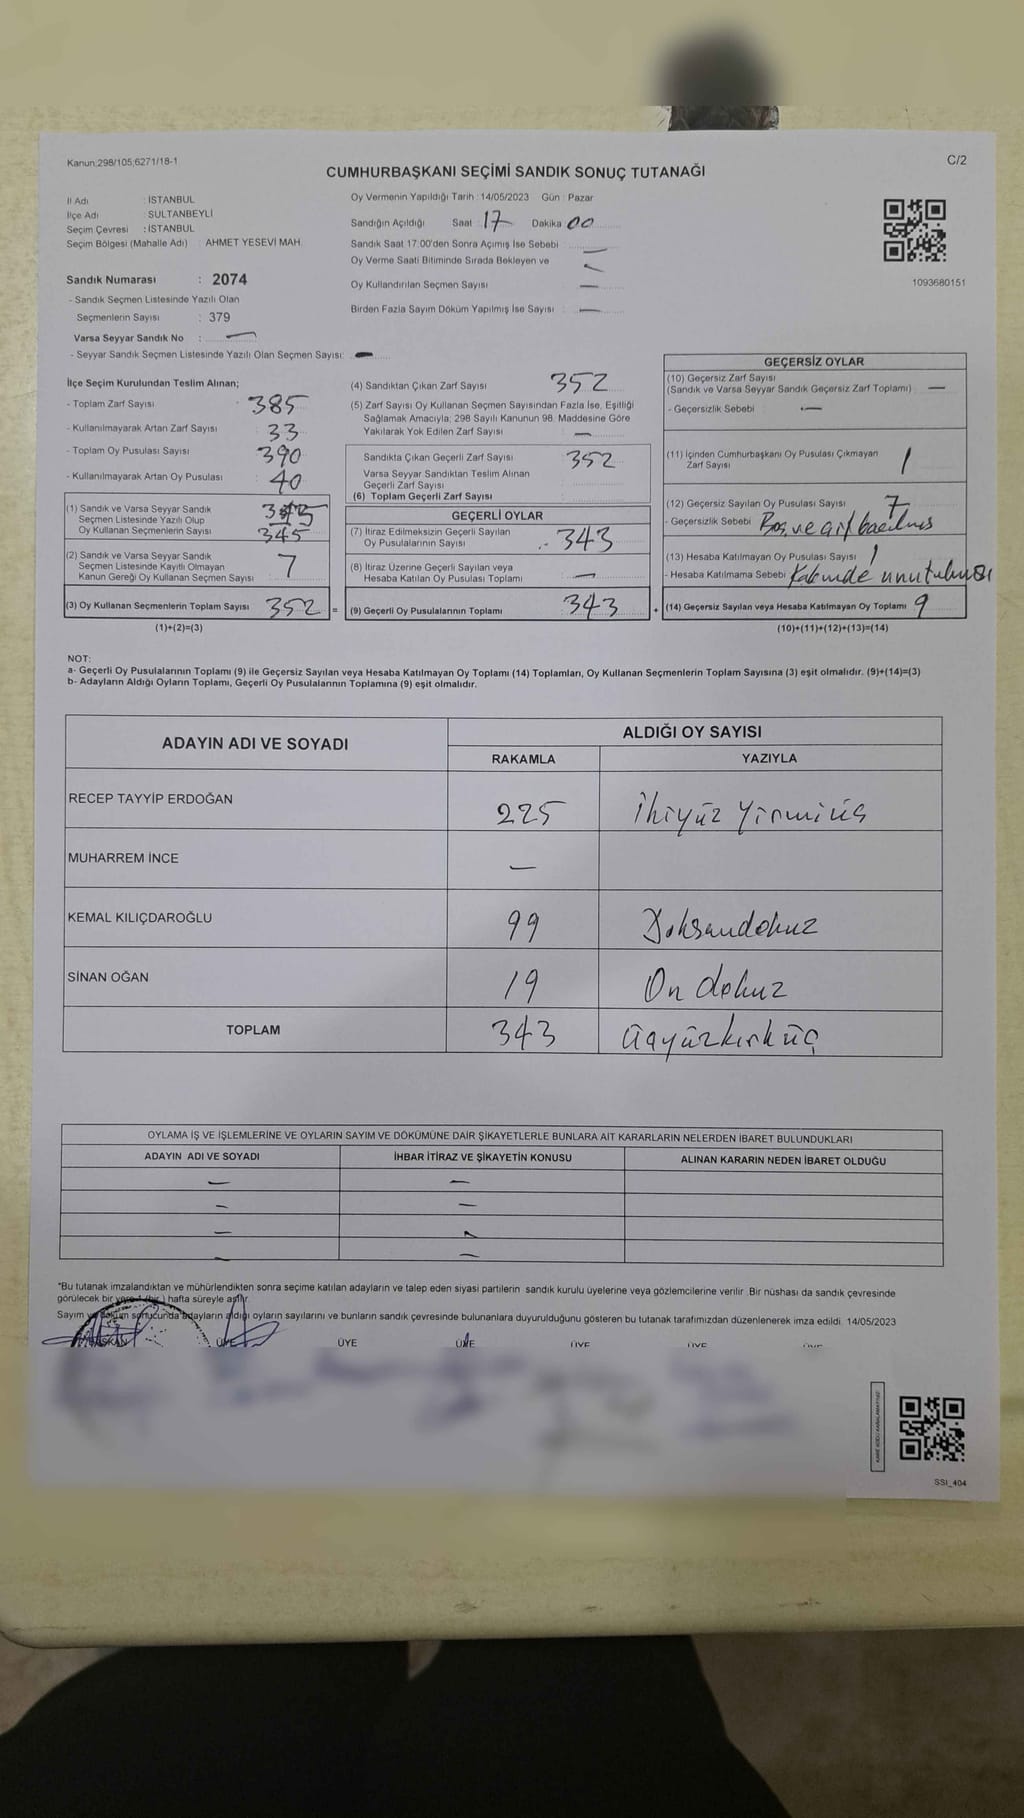 Kanun;298/105;6271/18-1
C/2
CUMHURBAŞKANI SEÇİMİ SANDIK SONUÇ TUTANAĞI
İl Adı : İSTANBUL
İlçe Adı : SULTANBEYLİ
Seçim Çevresi : İSTANBUL
Seçim Bölgesi (Mahalle Adı) : AHMET YESEVİ MAH.
Sandık Numarası : 2074
- Sandık Seçmen Listesinde Yazılı Olan
Seçmenlerin Sayısı : 379
Varsa Seyyar Sandık No : —
- Seyyar Sandık Seçmen Listesinde Yazılı Olan Seçmen Sayısı: —
Oy Vermenin Yapıldığı Tarih : 14/05/2023 Gün : Pazar
Sandığın Açıldığı Saat : 17 Dakika 00
Sandık Saat 17:00'den Sonra Açımış İse Sebebi —
Oy Verme Saati Bitiminde Sırada Bekleyen ve
Oy Kullandırılan Seçmen Sayısı —
Birden Fazla Sayım Döküm Yapılmış İse Sayısı : —
1093680151
İlçe Seçim Kurulundan Teslim Alınan;
- Toplam Zarf Sayısı 385
- Kullanılmayarak Artan Zarf Sayısı 33
- Toplam Oy Pusulası Sayısı 390
- Kullanılmayarak Artan Oy Pusulası 40
(1) Sandık ve Varsa Seyyar Sandık
Seçmen Listesinde Yazılı Olup
Oy Kullanan Seçmenlerin Sayısı 345
(2) Sandık ve Varsa Seyyar Sandık
Seçmen Listesinde Kayıtlı Olmayan
Kanun Gereği Oy Kullanan Seçmen Sayısı 7
(3) Oy Kullanan Seçmenlerin Toplam Sayısı 352 =
(1)+(2)=(3)
(4) Sandıktan Çıkan Zarf Sayısı 352
(5) Zarf Sayısı Oy Kullanan Seçmen Sayısından Fazla İse, Eşitliği
Sağlamak Amacıyla; 298 Sayılı Kanunun 98. Maddesine Göre
Yakılarak Yok Edilen Zarf Sayısı —
Sandıkta Çıkan Geçerli Zarf Sayısı 352
Varsa Seyyar Sandıktan Teslim Alınan
Geçerli Zarf Sayısı
(6) Toplam Geçerli Zarf Sayısı
GEÇERLİ OYLAR
(7) İtiraz Edilmeksizin Geçerli Sayılan
Oy Pusulalarının Sayısı 343
(8) İtiraz Üzerine Geçerli Sayılan veya
Hesaba Katılan Oy Pusulası Toplamı —
(9) Geçerli Oy Pusulalarının Toplamı 343 +
GEÇERSİZ OYLAR
(10) Geçersiz Zarf Sayısı
(Sandık ve Varsa Seyyar Sandık Geçersiz Zarf Toplamı) —
- Geçersizlik Sebebi —
(11) İçinden Cumhurbaşkanı Oy Pusulası Çıkmayan
Zarf Sayısı 1
(12) Geçersiz Sayılan Oy Pusulası Sayısı 7
- Geçersizlik Sebebi Boş ve çift basılmış
(13) Hesaba Katılmayan Oy Pusulası Sayısı 1
- Hesaba Katılmama Sebebi Kabinde unutulması
(14) Geçersiz Sayılan veya Hesaba Katılmayan Oy Toplamı 9
(10)+(11)+(12)+(13)=(14)
NOT:
a- Geçerli Oy Pusulalarının Toplamı (9) ile Geçersiz Sayılan veya Hesaba Katılmayan Oy Toplamı (14) Toplamları, Oy Kullanan Seçmenlerin Toplam Sayısına (3) eşit olmalıdır. (9)+(14)=(3)
b- Adayların Aldığı Oyların Toplamı, Geçerli Oy Pusulalarının Toplamına (9) eşit olmalıdır.
ADAYIN ADI VE SOYADI
ALDIĞI OY SAYISI
RAKAMLA
YAZIYLA
RECEP TAYYİP ERDOĞAN 225
MUHARREM İNCE —
KEMAL KILIÇDAROĞLU 99 Doksandokuz
SİNAN OĞAN 19 On dokuz
TOPLAM 343 üçyüzkırküç
OYLAMA İŞ VE İŞLEMLERİNE VE OYLARIN SAYIM VE DÖKÜMÜNE DAİR ŞİKAYETLERLE BUNLARA AİT KARARLARIN NELERDEN İBARET BULUNDUKLARI
ADAYIN ADI VE SOYADI
İHBAR İTİRAZ VE ŞİKAYETİN KONUSU
ALINAN KARARIN NEDEN İBARET OLDUĞU
*Bu tutanak imzalandıktan ve mühürlendikten sonra seçime katılan adayların ve talep eden siyasi partilerin sandık kurulu üyelerine veya gözlemcilerine verilir. Bir nüshası da sandık çevresinde
görülecek bir yere hafta süreyle asılır.
Sayım ve döküm sonucunda adayların aldığı oyların sayılarını ve bunların sandık çevresinde bulunanlara duyurulduğunu gösteren bu tutanak tarafımızdan düzenlenerek imza edildi. 14/05/2023
BAŞKAN ÜYE ÜYE ÜYE ÜYE ÜYE ÜYE
SSI_404